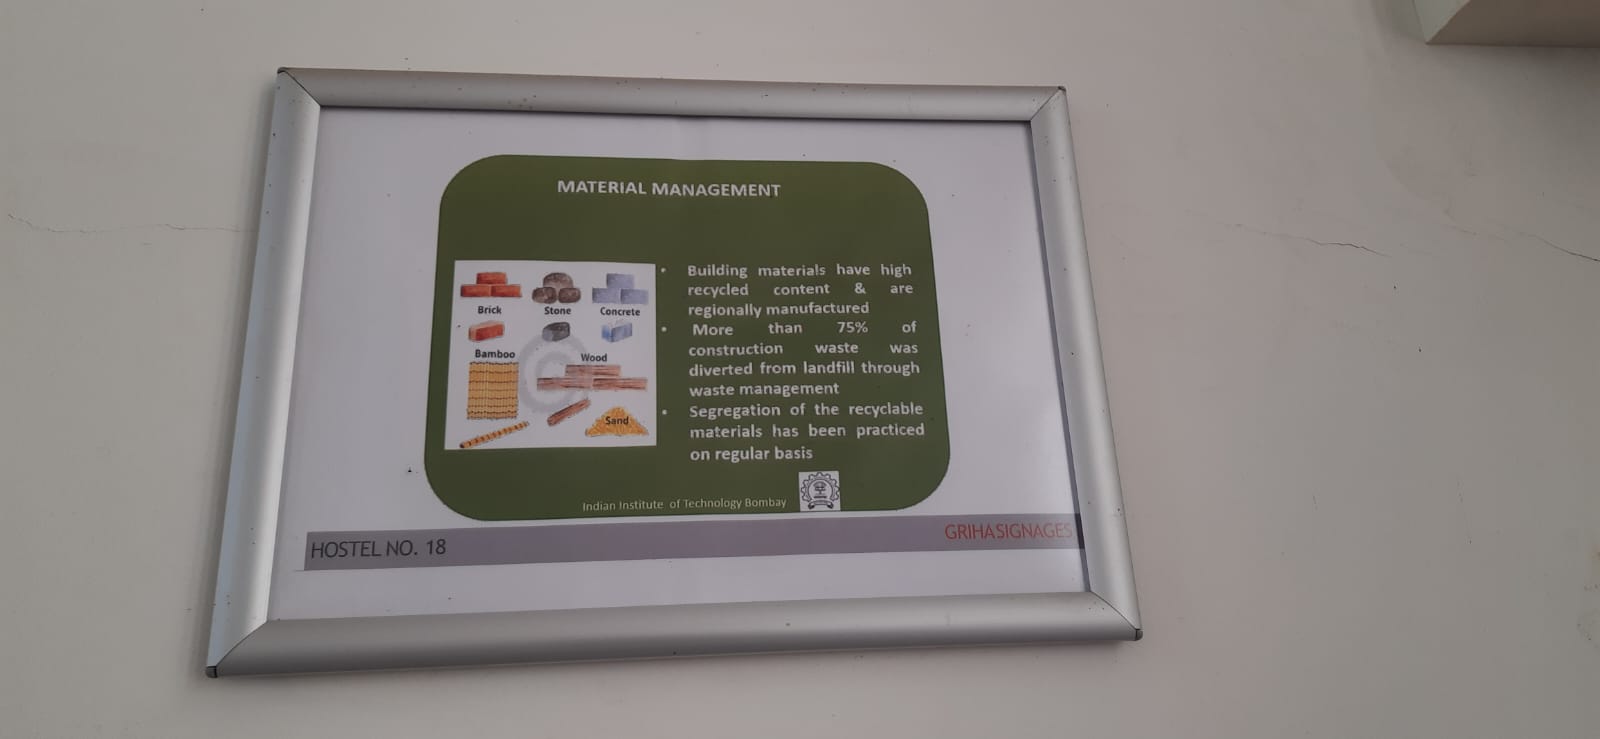 MATERIAL MANAGEMENT
Brick
Stone
Concrete
Bamboo
Wood
Sand
• Building materials have high
recycled content & are
regionally manufactured
• More than 75% of
construction waste was
diverted from landfill through
waste management
• Segregation of the recyclable
materials has been practiced
on regular basis
Indian Institute of Technology Bombay
HOSTEL NO. 18
GRIHA SIGNAGES